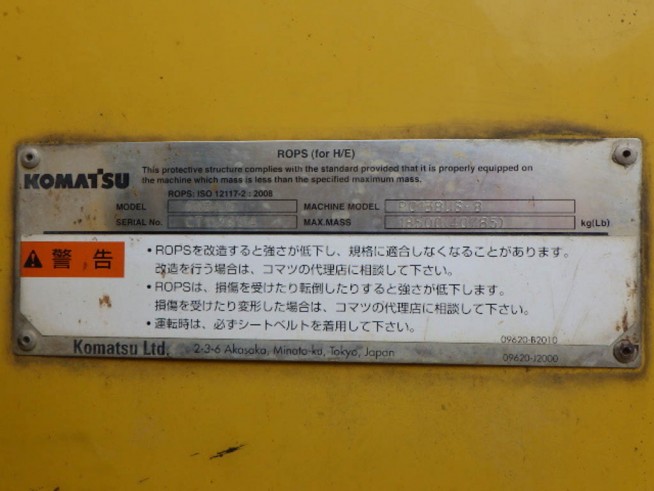 ROPS (for H/E)
KOMATSU
This protective structure complies with the standard provided that it is properly equipped on
the machine which mass is less than the specified maximum mass.
ROPS: ISO 12117-2 : 2008
MODEL MACHINE MODEL
SERIAL No. MAX.MASS kg(Lb)
警 告
・ROPSを改造すると強さが低下し、規格に適合しなくなることがあります。
改造を行う場合は、コマツの代理店に相談して下さい。
・ROPSは、損傷を受けたり転倒したりすると強さが低下します。
損傷を受けたり変形した場合は、コマツの代理店に相談して下さい。
・運転時は、必ずシートベルトを着用して下さい。
09620-B2010
Komatsu Ltd. 2-3-6 Akasaka, Minato-ku, Tokyo, Japan
09620-J2000